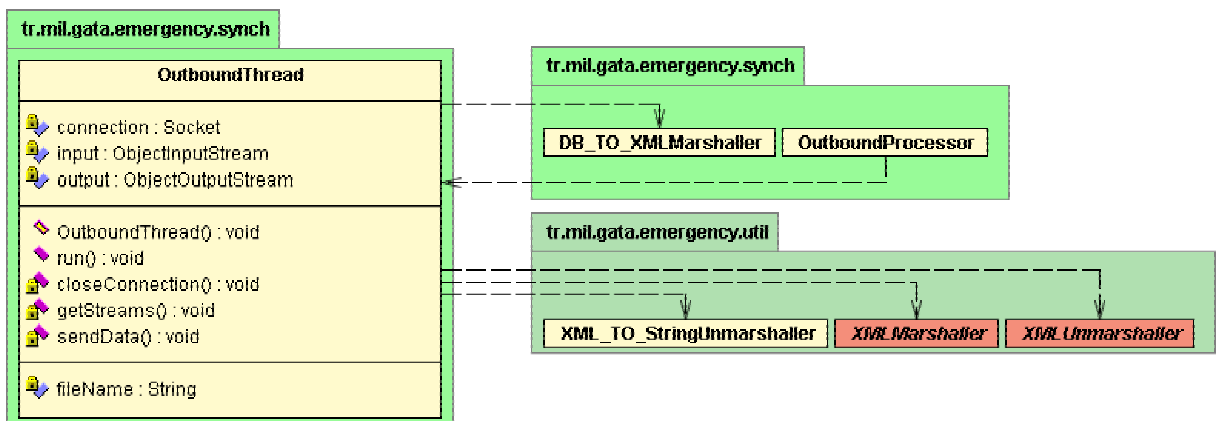 tr.mil.gata.emergency.synch
OutboundThread
connection : Socket
input : ObjectInputStream
output : ObjectOutputStream
OutboundThread() : void
run() : void
closeConnection() : void
getStreams() : void
sendData() : void
fileName : String
tr.mil.gata.emergency.synch
DB_TO_XMLMarshaller
OutboundProcessor
tr.mil.gata.emergency.util
XML_TO_StringUnmarshaller
XMLMarshaller
XMLUnmarshaller